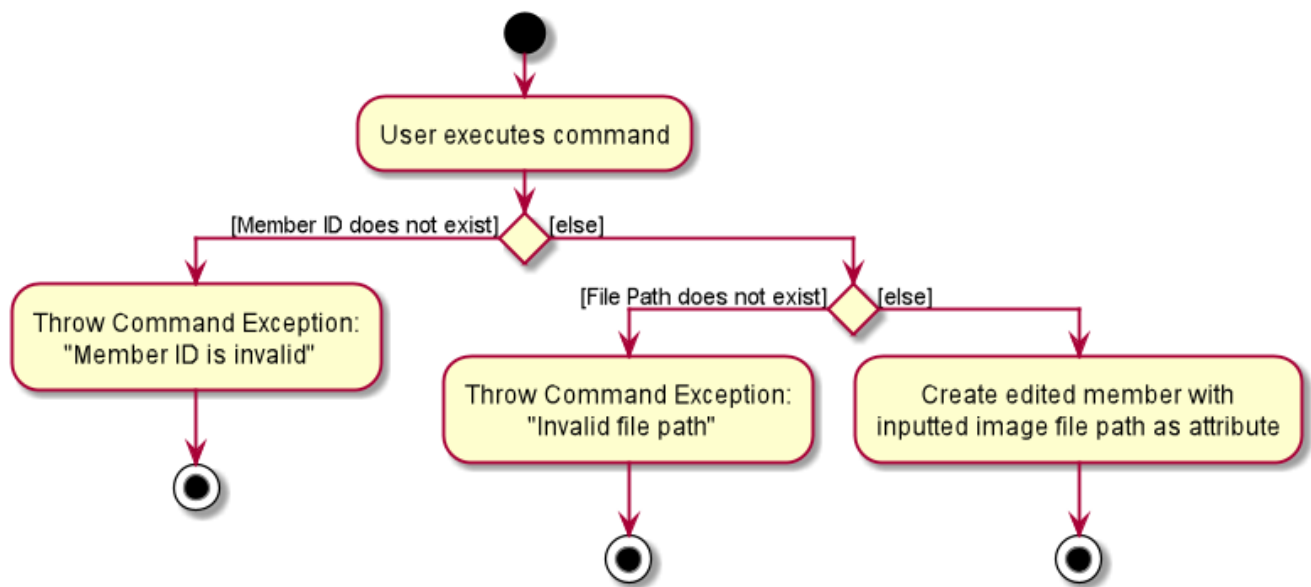 User executes command
[Member ID does not exist]
[else]
Throw Command Exception:
"Member ID is invalid"
[File Path does not exist]
[else]
Throw Command Exception:
"Invalid file path"
Create edited member with
inputted image file path as attribute